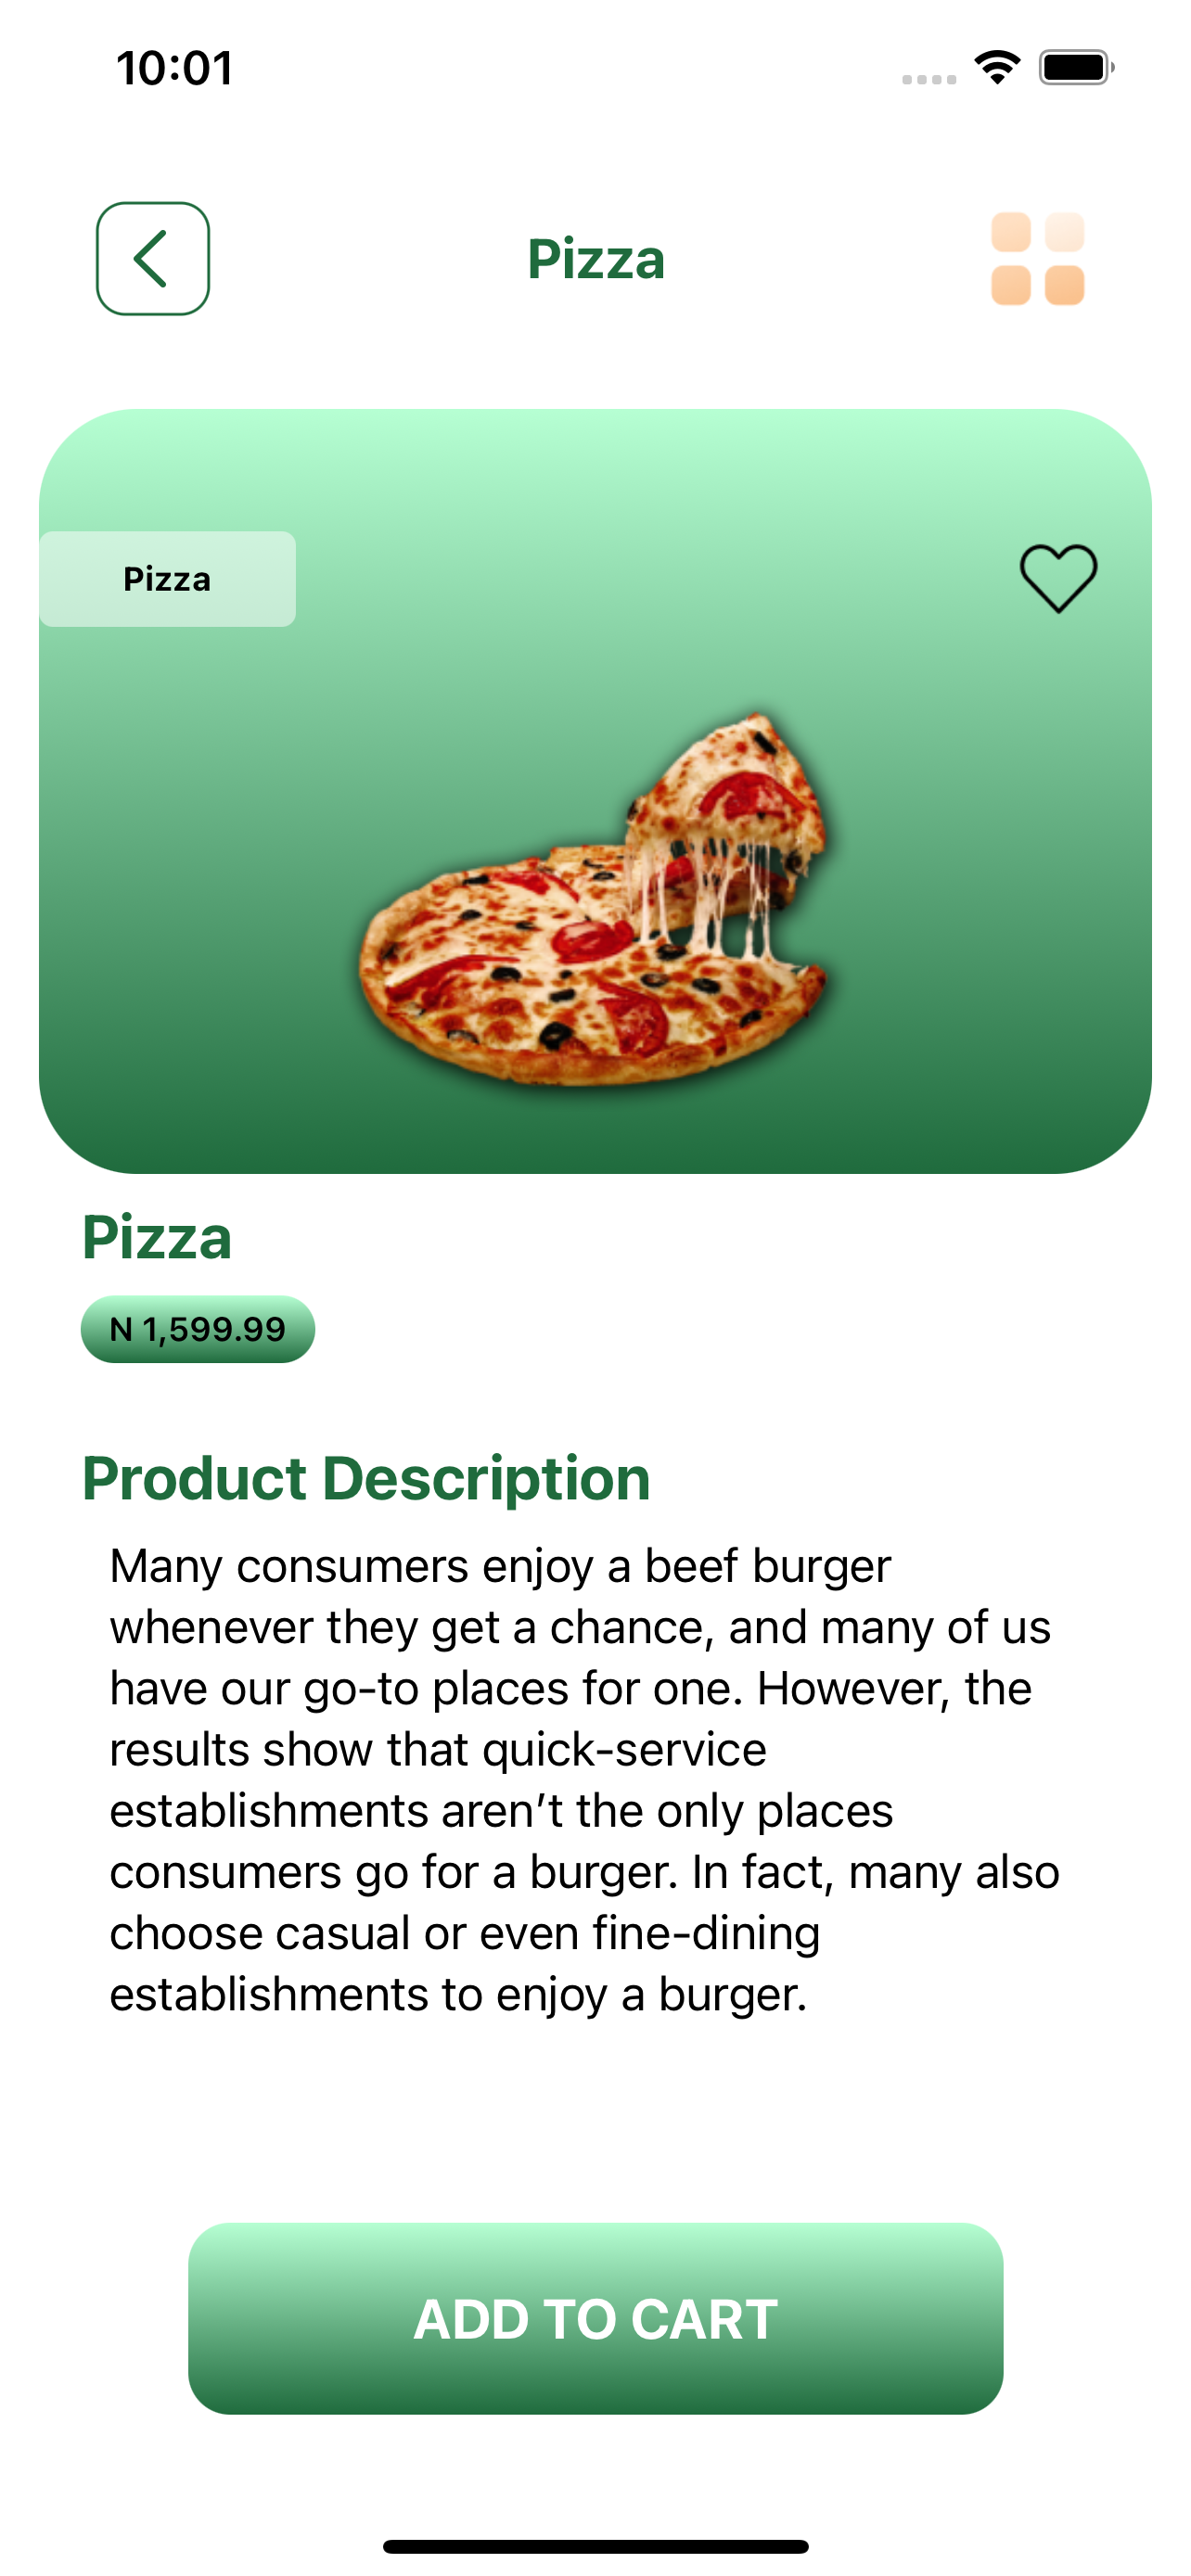 10:01
Pizza
Pizza
Pizza
N 1,599.99
Product Description
Many consumers enjoy a beef burger
whenever they get a chance, and many of us
have our go-to places for one. However, the
results show that quick-service
establishments aren’t the only places
consumers go for a burger. In fact, many also
choose casual or even fine-dining
establishments to enjoy a burger.
ADD TO CART